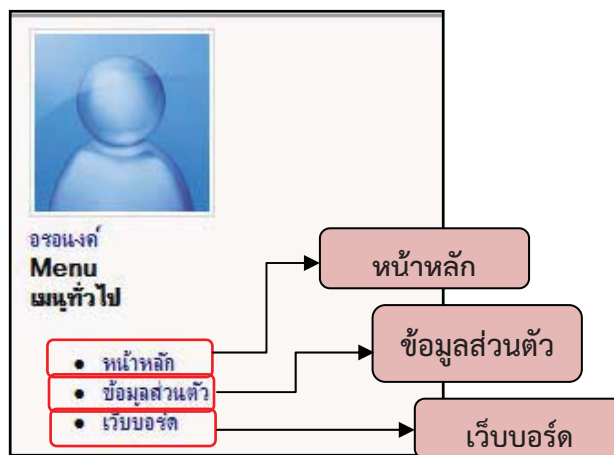 อรอนงค์
Menu
เมนูทั่วไป
หน้าหลัก
ข้อมูลส่วนตัว
เว็บบอร์ด
หน้าหลัก
ข้อมูลส่วนตัว
เว็บบอร์ด